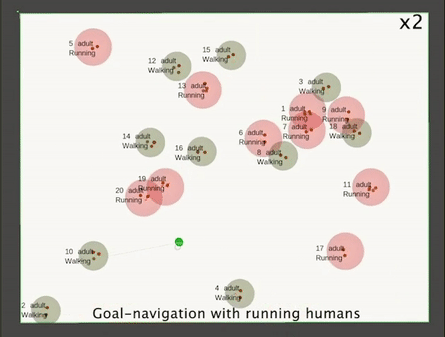 x2
5 adult
Running
12 adult
Walking
15 adult
Walking
13 adult
Running
3 adult
Walking
1 adult
Running
9 adult
Running
7 adult
Running
18 adult
Walking
6 adult
Running
8 adult
Walking
14 adult
Walking
16 adult
Walking
19 adult
Running
20 adult
Running
11 adult
Running
17 adult
Running
10 adult
Walking
4 adult
Walking
2 adult
Walking
Goal-navigation with running humans